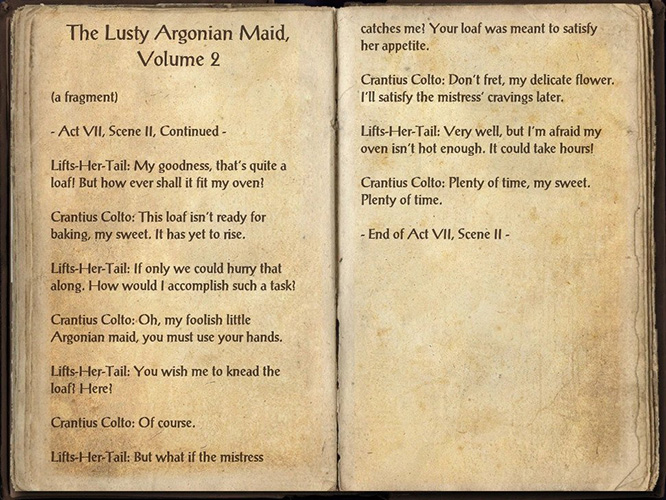 The Lusty Argonian Maid,
Volume 2
(a fragment)
- Act VII, Scene II, Continued -
Lifts-Her-Tail: My goodness, that's quite a
loaf! But how ever shall it fit my oven?
Crantius Colto: This loaf isn't ready for
baking, my sweet. It has yet to rise.
Lifts-Her-Tail: If only we could hurry that
along. How would I accomplish such a task?
Crantius Colto: Oh, my foolish little
Argonian maid, you must use your hands.
Lifts-Her-Tail: You wish me to knead the
loaf? Here?
Crantius Colto: Of course.
Lifts-Her-Tail: But what if the mistress
catches me? Your loaf was meant to satisfy
her appetite.
Crantius Colto: Don't fret, my delicate flower.
I'll satisfy the mistress' cravings later.
Lifts-Her-Tail: Very well, but I'm afraid my
oven isn't hot enough. It could take hours!
Crantius Colto: Plenty of time, my sweet.
Plenty of time.
- End of Act VII, Scene II -